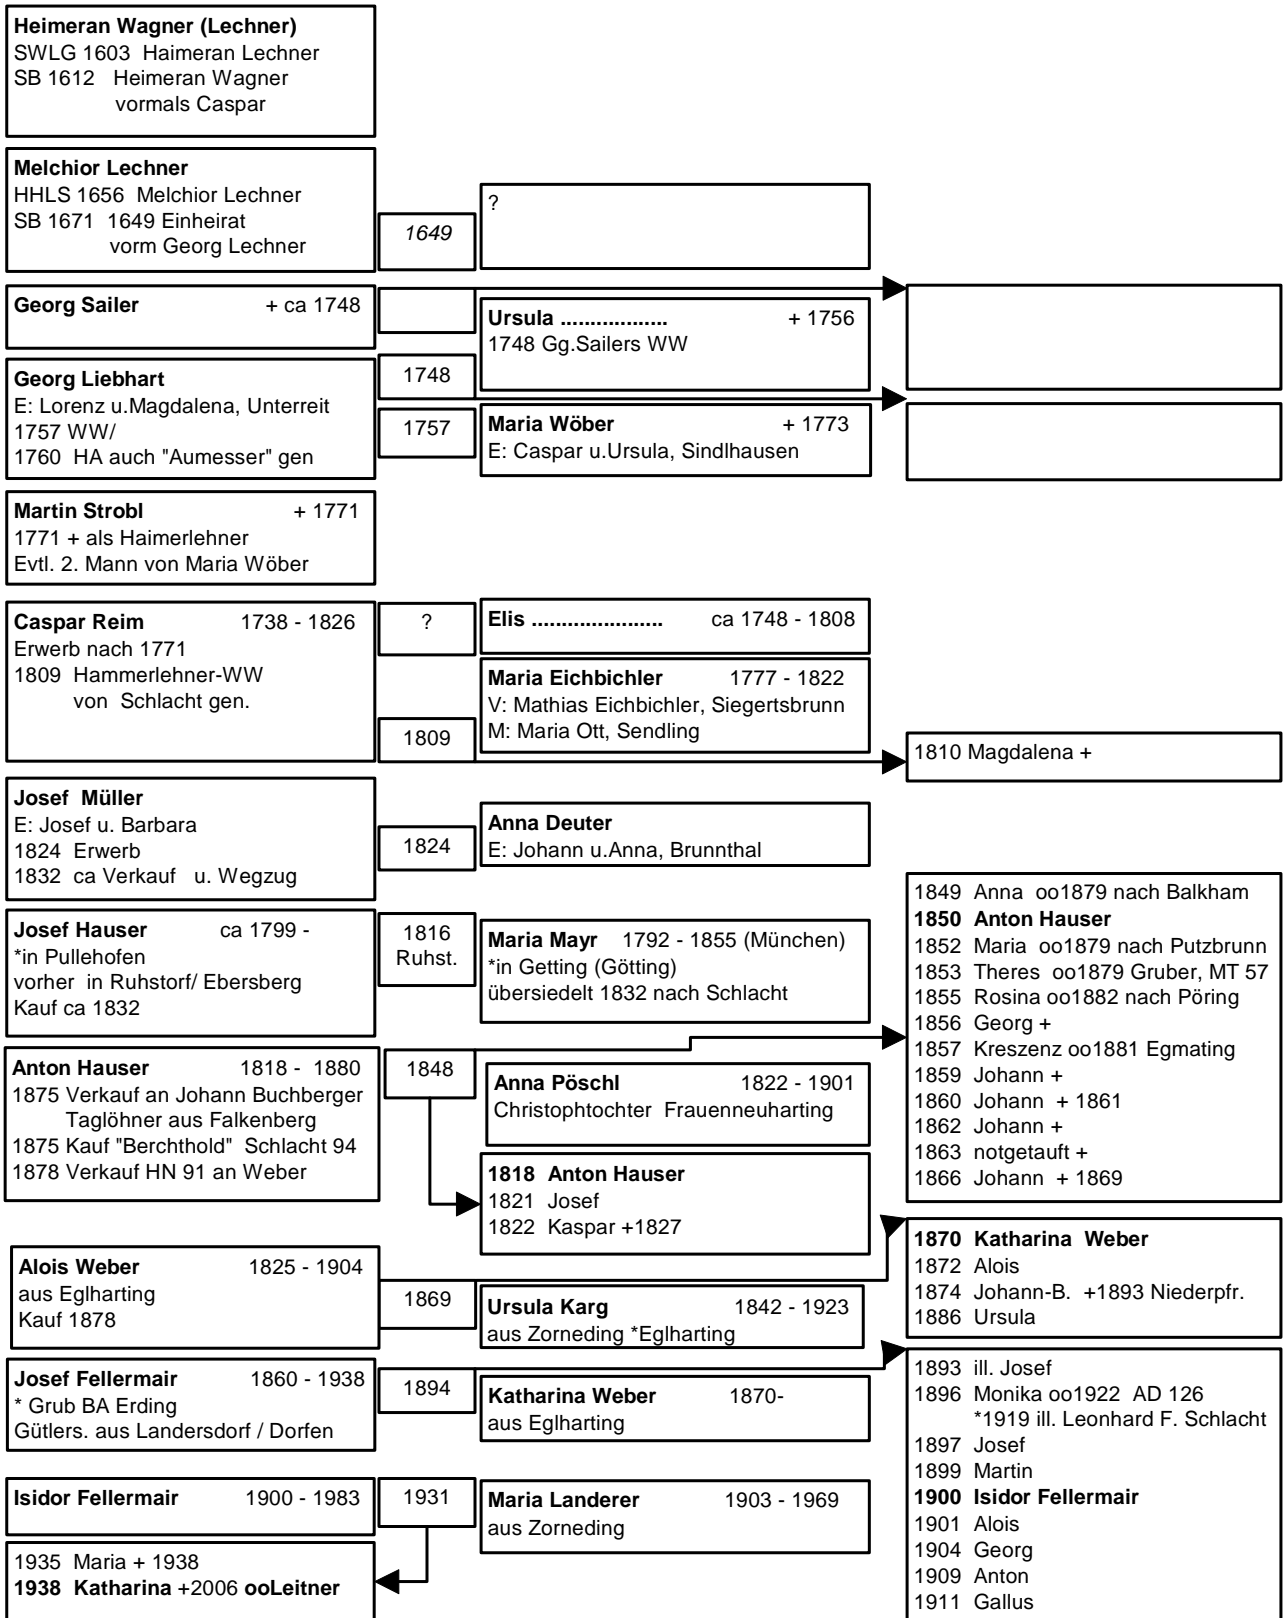 Heimeran Wagner (Lechner)
SWLG 1603 Haimeran Lechner
SB 1612 Heimeran Wagner
vormals Caspar
Melchior Lechner
HHLS 1656 Melchior Lechner
SB 1671 1649 Einheirat
vorm Georg Lechner
1649
?
Georg Sailer + ca 1748
Ursula .................. + 1756
1748 Gg.Sailers WW
Georg Liebhart
E: Lorenz u.Magdalena, Unterreit
1757 WW/
1760 HA auch "Aumesser" gen
1748
1757
Maria Wöber + 1773
E: Caspar u.Ursula, Sindlhausen
Martin Strobl + 1771
1771 + als Haimerlehner
Evtl. 2. Mann von Maria Wöber
Caspar Reim 1738 - 1826
Erwerb nach 1771
1809 Hammerlehner-WW
von Schlacht gen.
?
Elis ...................... ca 1748 - 1808
1809
Maria Eichbichler 1777 - 1822
V: Mathias Eichbichler, Siegertsbrunn
M: Maria Ott, Sendling
1810 Magdalena +
Josef Müller
E: Josef u. Barbara
1824 Erwerb
1832 ca Verkauf u. Wegzug
1824
Anna Deuter
E: Johann u.Anna, Brunnthal
Josef Hauser ca 1799 -
*in Pullehofen
vorher in Ruhstorf/ Ebersberg
Kauf ca 1832
1816
Ruhst.
Maria Mayr 1792 - 1855 (München)
*in Getting (Götting)
übersiedelt 1832 nach Schlacht
Anton Hauser 1818 - 1880
1875 Verkauf an Johann Buchberger
Taglöhner aus Falkenberg
1875 Kauf "Berchthold" Schlacht 94
1878 Verkauf HN 91 an Weber
1848
Anna Pöschl 1822 - 1901
Christophtochter Frauenneuharting
1818 Anton Hauser
1821 Josef
1822 Kaspar +1827
1849 Anna oo1879 nach Balkham
1850 Anton Hauser
1852 Maria oo1879 nach Putzbrunn
1853 Theres oo1879 Gruber, MT 57
1855 Rosina oo1882 nach Pöring
1856 Georg +
1857 Kreszenz oo1881 Egmating
1859 Johann +
1860 Johann + 1861
1862 Johann +
1863 notgetauft +
1866 Johann + 1869
Alois Weber 1825 - 1904
aus Eglharting
Kauf 1878
1869
Ursula Karg 1842 - 1923
aus Zorneding *Eglharting
1870 Katharina Weber
1872 Alois
1874 Johann-B. +1893 Niederpfr.
1886 Ursula
Josef Fellermair 1860 - 1938
* Grub BA Erding
Gütlers. aus Landersdorf / Dorfen
1894
Katharina Weber 1870-
aus Eglharting
1893 ill. Josef
1896 Monika oo1922 AD 126
*1919 ill. Leonhard F. Schlacht
1897 Josef
1899 Martin
1900 Isidor Fellermair
1901 Alois
1904 Georg
1909 Anton
1911 Gallus
Isidor Fellermair 1900 - 1983
1931
Maria Landerer 1903 - 1969
aus Zorneding
1935 Maria + 1938
1938 Katharina +2006 ooLeitner